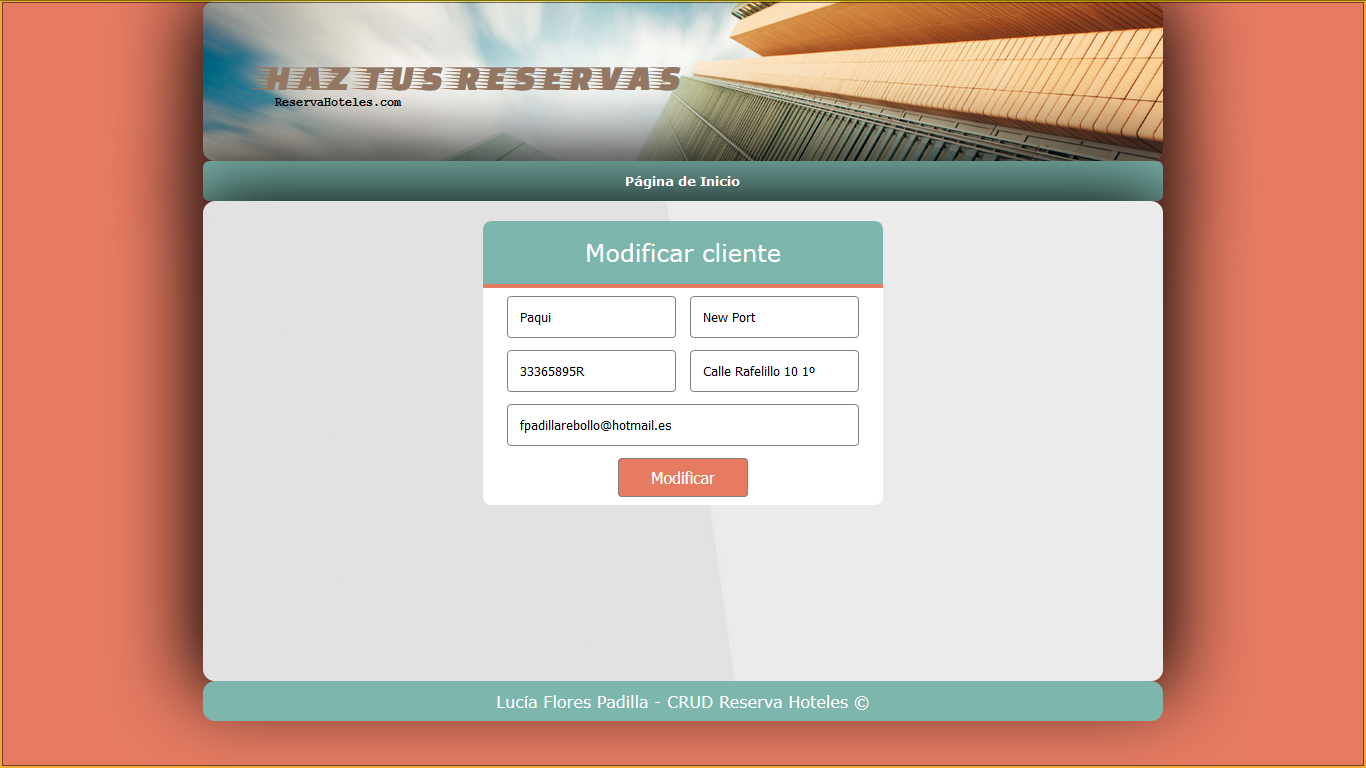 HAZ TUS RESERVAS
ReservaHoteles.com
Página de Inicio
Modificar cliente
Paqui
New Port
33365895R
Calle Rafelillo 10 1º
fpadillarebollo@hotmail.es
Modificar
Lucía Flores Padilla - CRUD Reserva Hoteles ©